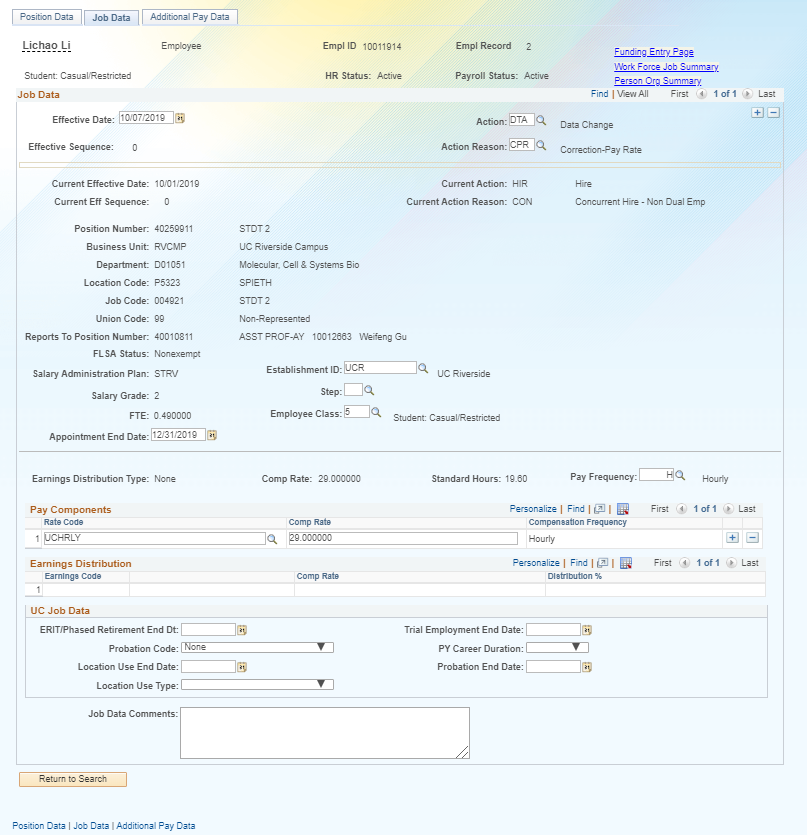 Position Data Job Data Additional Pay Data
Lichao Li Employee Empl ID 10011914 Empl Record 2 Funding Entry Page
Work Force Job Summary
Student: Casual/Restricted HR Status: Active Payroll Status: Active Person Org Summary
Job Data Find | View All First 1 of 1 Last
Effective Date: 10/07/2019 Action: DTA Data Change
Effective Sequence: 0 Action Reason: CPR Correction-Pay Rate
Current Effective Date: 10/01/2019 Current Action: HIR Hire
Current Eff Sequence: 0 Current Action Reason: CON Concurrent Hire - Non Dual Emp
Position Number: 40259911 STDT 2
Business Unit: RVCMP UC Riverside Campus
Department: D01051 Molecular, Cell & Systems Bio
Location Code: P5323 SPIETH
Job Code: 004921 STDT 2
Union Code: 99 Non-Represented
Reports To Position Number: 40010811 ASST PROF-AY 10012663 Weifeng Gu
FLSA Status: Nonexempt
Salary Administration Plan: STRV Establishment ID: UCR UC Riverside
Salary Grade: 2 Step:
FTE: 0.490000 Employee Class: 5 Student: Casual/Restricted
Appointment End Date: 12/31/2019
Earnings Distribution Type: None Comp Rate: 29.000000 Standard Hours: 19.60 Pay Frequency: H Hourly
Pay Components Personalize | Find | | First 1 of 1 Last
Rate Code Comp Rate Compensation Frequency
1 UCHRLY 29.000000 Hourly
Earnings Distribution Personalize | Find | | First 1 of 1 Last
Earnings Code Comp Rate Distribution %
1
UC Job Data
ERIT/Phased Retirement End Dt: Trial Employment End Date:
Probation Code: None PY Career Duration:
Location Use End Date: Probation End Date:
Location Use Type:
Job Data Comments:
Return to Search
Position Data | Job Data | Additional Pay Data